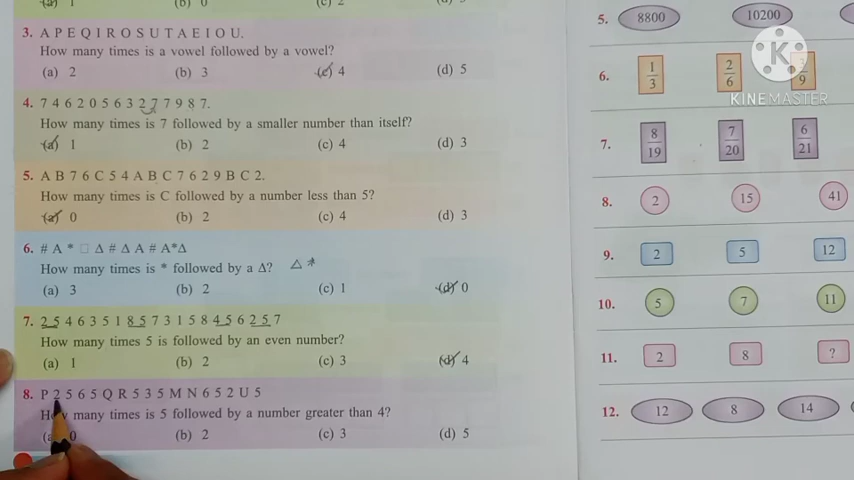 (a) 1 (b) 0 (c) 2
3. A P E Q I R O S U T A E I O U.
How many times is a vowel followed by a vowel?
(a) 2 (b) 3 (c) 4 (d) 5
4. 7 4 6 2 0 5 6 3 2 7 7 9 8 7.
How many times is 7 followed by a smaller number than itself?
(a) 1 (b) 2 (c) 4 (d) 3
5. A B 7 6 C 5 4 A B C 7 6 2 9 B C 2.
How many times is C followed by a number less than 5?
(a) 0 (b) 2 (c) 4 (d) 3
6. # A * □ Δ # Δ A # A*Δ
How many times is * followed by a Δ? Δ *
(a) 3 (b) 2 (c) 1 (d) 0
7. 2 5 4 6 3 5 1 8 5 7 3 1 5 8 4 5 6 2 5 7
How many times 5 is followed by an even number?
(a) 1 (b) 2 (c) 3 (d) 4
8. P 2 5 6 5 Q R 5 3 5 M N 6 5 2 U 5
How many times is 5 followed by a number greater than 4?
(a) 0 (b) 2 (c) 3 (d) 5
5. 8800 10200
6. 1/3 2/6 3/9
KINEMASTER
7. 8/19 7/20 6/21
8. 2 15 41
9. 2 5 12
10. 5 7 11
11. 2 8 ?
12. 12 8 14